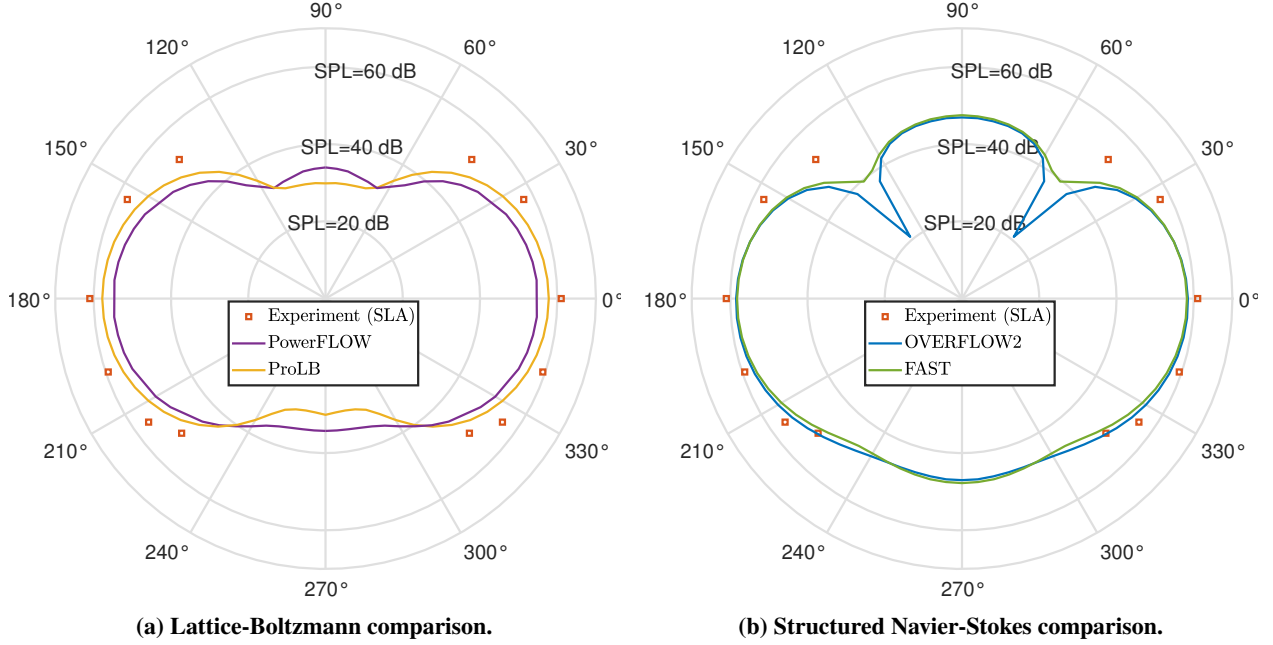 90°
120°
60°
SPL=60 dB
150°
SPL=40 dB
30°
SPL=20 dB
180°
0°
Experiment (SLA)
PowerFLOW
ProLB
210°
330°
240°
300°
270°
(a) Lattice-Boltzmann comparison.
90°
120°
60°
SPL=60 dB
150°
SPL=40 dB
30°
SPL=20 dB
180°
0°
Experiment (SLA)
OVERFLOW2
FAST
210°
330°
240°
300°
270°
(b) Structured Navier-Stokes comparison.